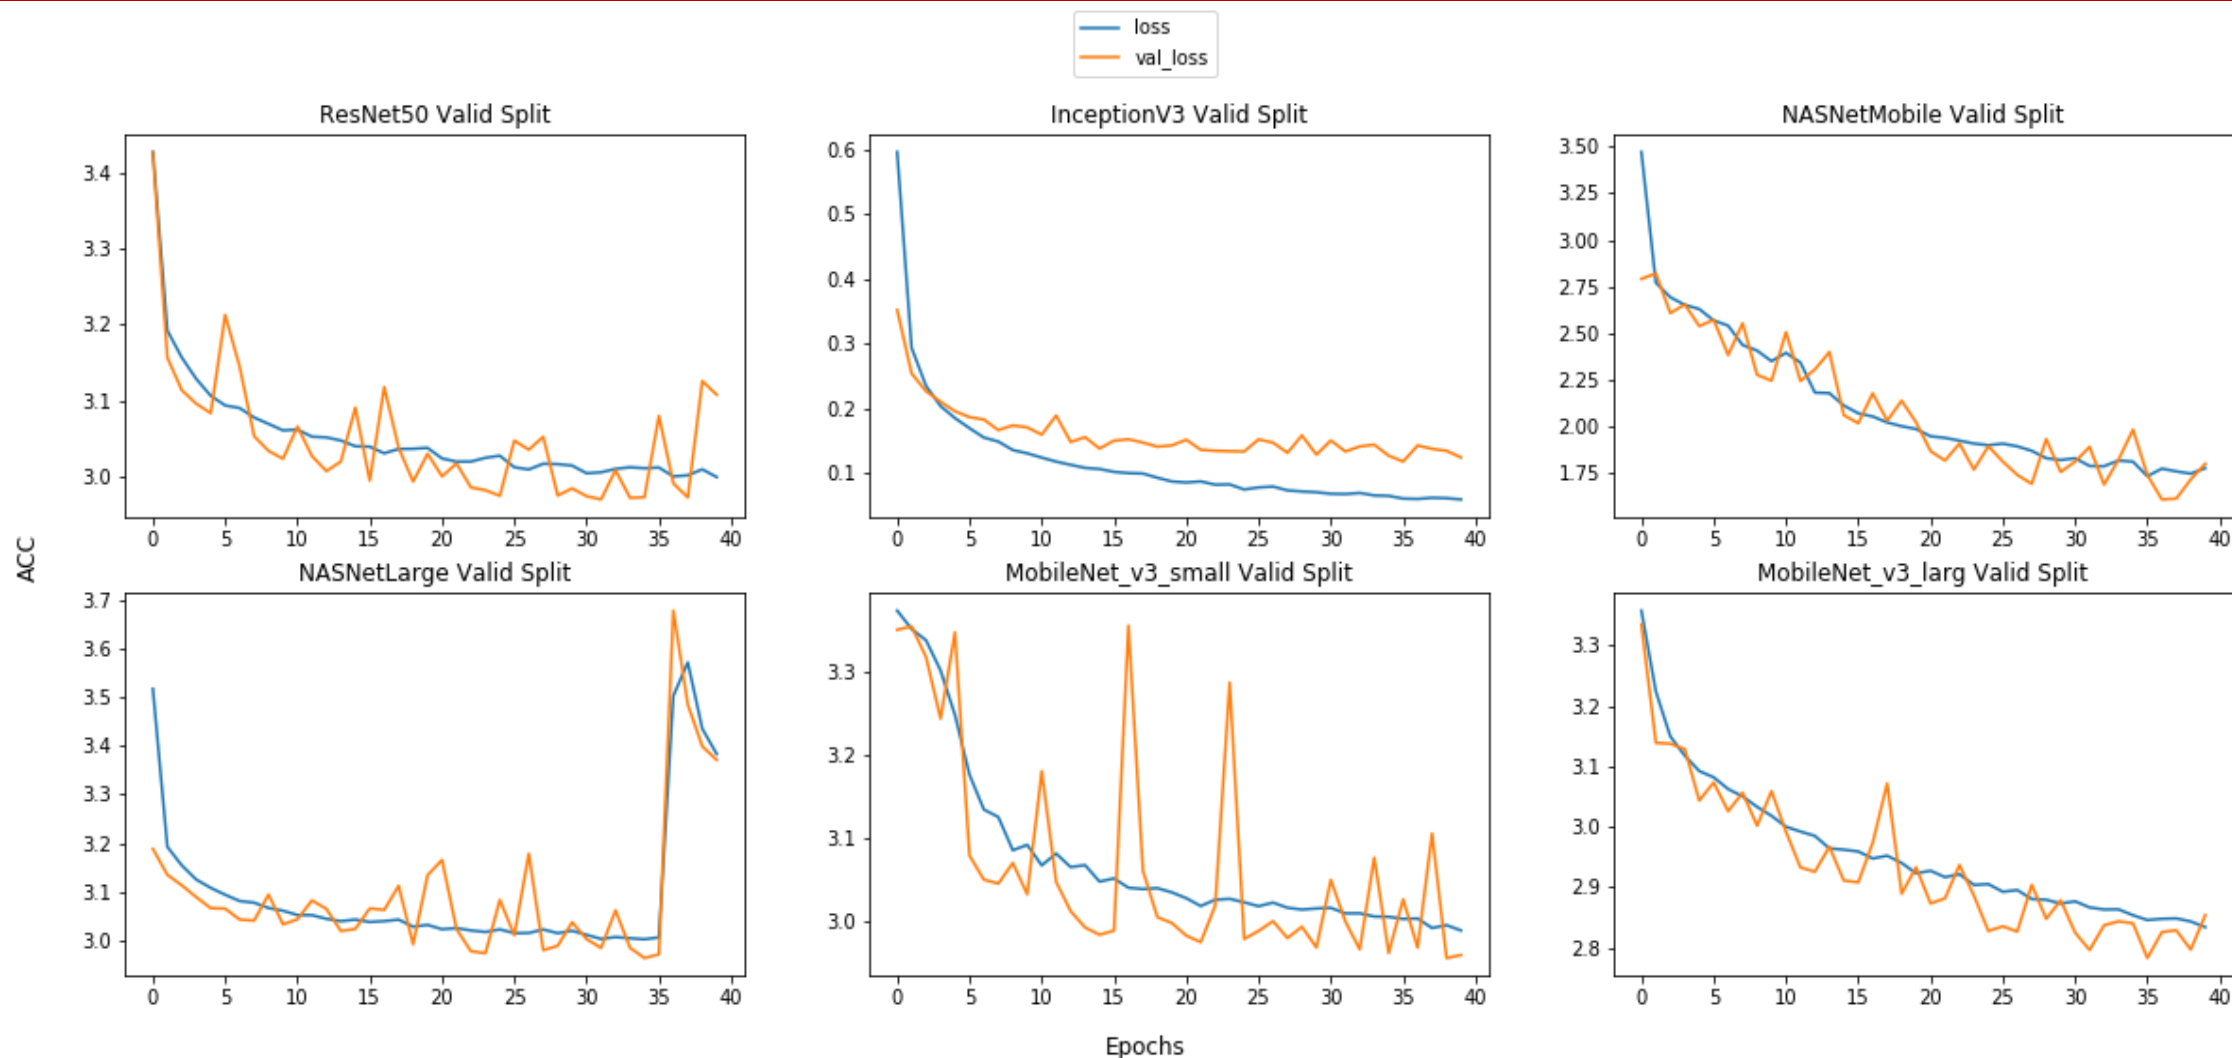 loss
val_loss
ResNet50 Valid Split
InceptionV3 Valid Split
NASNetMobile Valid Split
3.4
3.3
3.2
3.1
3.0
0 5 10 15 20 25 30 35 40
0.6
0.5
0.4
0.3
0.2
0.1
0 5 10 15 20 25 30 35 40
3.50
3.25
3.00
2.75
2.50
2.25
2.00
1.75
0 5 10 15 20 25 30 35 40
ACC
NASNetLarge Valid Split
MobileNet_v3_small Valid Split
MobileNet_v3_larg Valid Split
3.7
3.6
3.5
3.4
3.3
3.2
3.1
3.0
0 5 10 15 20 25 30 35 40
3.3
3.2
3.1
3.0
0 5 10 15 20 25 30 35 40
3.3
3.2
3.1
3.0
2.9
2.8
0 5 10 15 20 25 30 35 40
Epochs